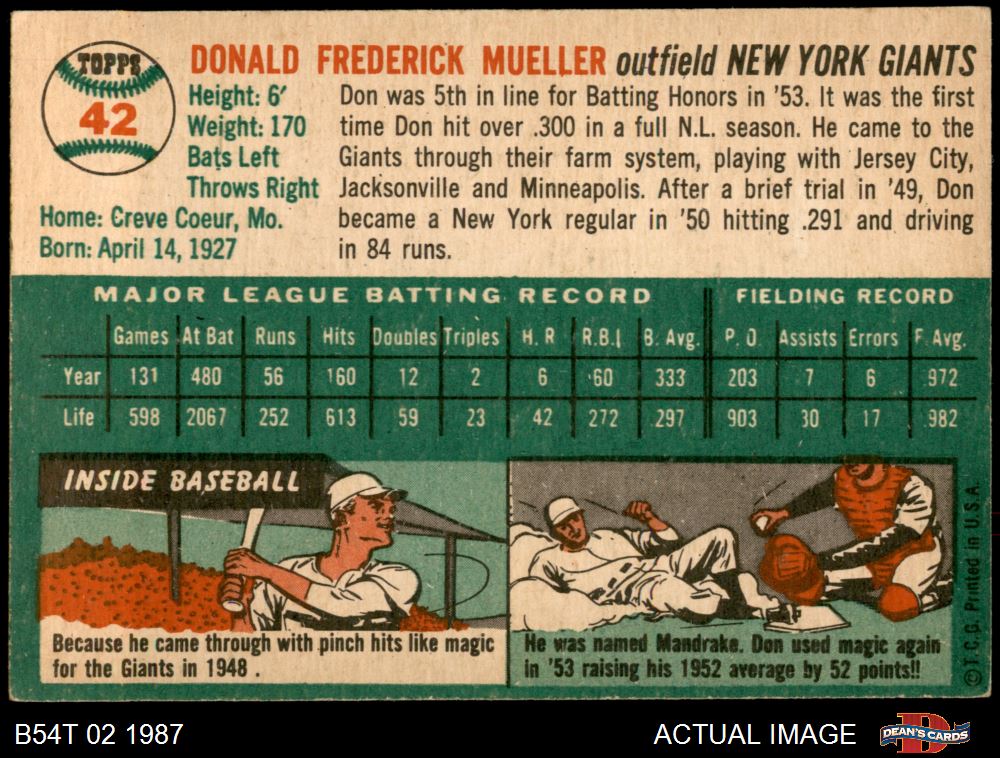 TOPPS
42
DONALD FREDERICK MUELLER outfield NEW YORK GIANTS
Height: 6'
Weight: 170
Bats Left
Throws Right
Home: Creve Coeur, Mo.
Born: April 14, 1927
Don was 5th in line for Batting Honors in '53. It was the first
time Don hit over .300 in a full N.L. season. He came to the
Giants through their farm system, playing with Jersey City,
Jacksonville and Minneapolis. After a brief trial in '49, Don
became a New York regular in '50 hitting .291 and driving
in 84 runs.
MAJOR LEAGUE BATTING RECORD FIELDING RECORD
Games At Bat Runs Hits Doubles Triples H. R R.B.I B. Avg. P. O. Assists Errors F. Avg.
Year 131 480 56 160 12 2 6 60 .333 203 7 6 .972
Life 598 2067 252 613 59 23 42 272 .297 903 30 17 .982
INSIDE BASEBALL
Because he came through with pinch hits like magic
for the Giants in 1948 .
He was named Mandrake. Don used magic again
in '53 raising his 1952 average by 52 points!!
© T. C. G. Printed in U. S. A.
B54T 02 1987 ACTUAL IMAGE
D
DEAN'S CARDS